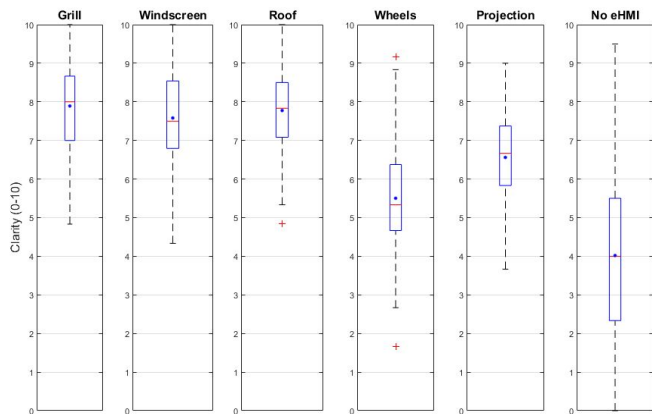 Grill Windscreen Roof Wheels Projection No eHMI
10 10 10 10 10 10
9 9 9 9 9 9
8 8 8 8 8 8
7 7 7 7 7 7
6 6 6 6 6 6
5 5 5 5 5 5
4 4 4 4 4 4
3 3 3 3 3 3
2 2 2 2 2 2
1 1 1 1 1 1
0 0 0 0 0 0
Clarity (0-10)